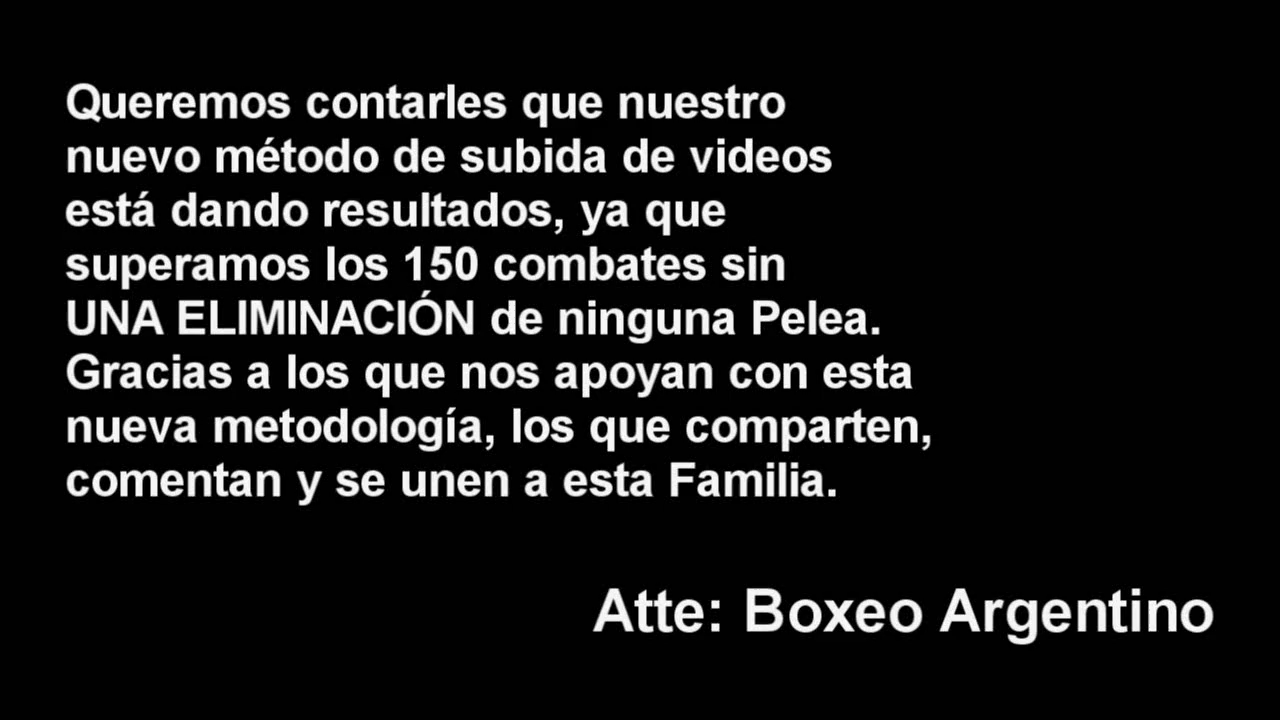 Queremos contarles que nuestro
nuevo método de subida de videos
está dando resultados, ya que
superamos los 150 combates sin
UNA ELIMINACIÓN de ninguna Pelea.
Gracias a los que nos apoyan con esta
nueva metodología, los que comparten,
comentan y se unen a esta Familia.
Atte: Boxeo Argentino